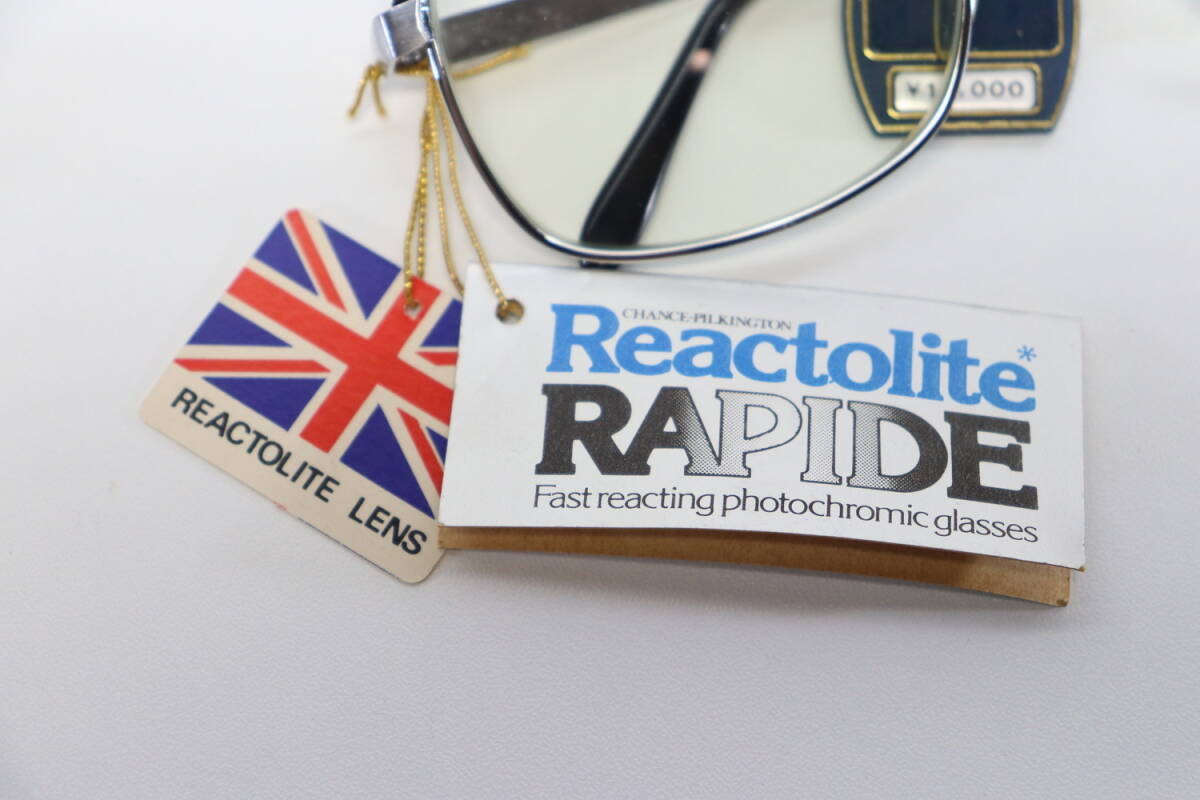 CHANCE-PILKINGTON
Reactolite*
RAPIDE
Fast reacting photochromic glasses
REACTOLITE LENS